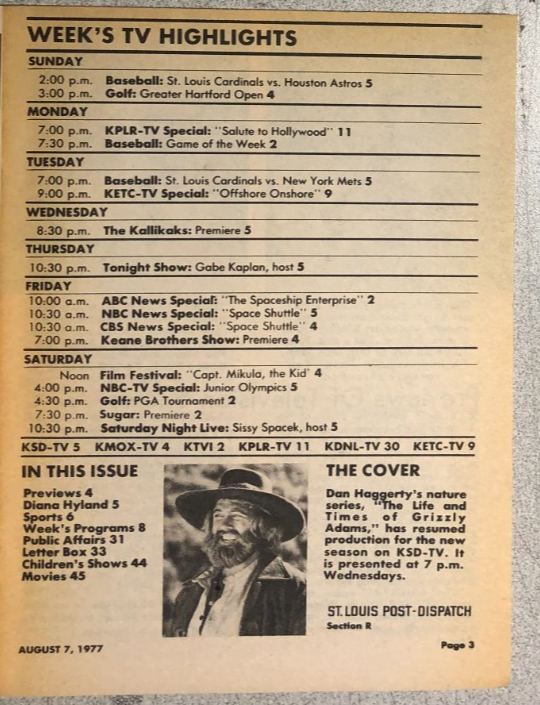 WEEK'S TV HIGHLIGHTS
SUNDAY
2:00 p.m. Baseball: St. Louis Cardinals vs. Houston Astros 5
3:00 p.m. Golf: Greater Hartford Open 4
MONDAY
7:00 p.m. KPLR-TV Special: "Salute to Hollywood" 11
7:30 p.m. Baseball: Game of the Week 2
TUESDAY
7:00 p.m. Baseball: St. Louis Cardinals vs. New York Mets 5
9:00 p.m. KETC-TV Special: "Offshore Onshore" 9
WEDNESDAY
8:30 p.m. The Kallikaks: Premiere 5
THURSDAY
10:30 p.m. Tonight Show: Gabe Kaplan, host 5
FRIDAY
10:00 a.m. ABC News Special: "The Spaceship Enterprise" 2
10:30 a.m. NBC News Special: "Space Shuttle" 5
10:30 a.m. CBS News Special: "Space Shuttle" 4
7:00 p.m. Keane Brothers Show: Premiere 4
SATURDAY
Noon Film Festival: "Capt. Mikula, the Kid' 4
4:00 p.m. NBC-TV Special: Junior Olympics 5
4:30 p.m. Golf: PGA Tournament 2
7:30 p.m. Sugar: Premiere 2
10:30 p.m. Saturday Night Live: Sissy Spacek, host 5
KSD-TV 5 KMOX-TV 4 KTVI 2 KPLR-TV 11 KDNL-TV 30 KETC-TV 9
IN THIS ISSUE
Previews 4
Diana Hyland 5
Sports 6
Week's Programs 8
Public Affairs 31
Letter Box 33
Children's Shows 44
Movies 45
THE COVER
Dan Haggerty's nature
series, "The Life and
Times of Grizzly
Adams," has resumed
production for the new
season on KSD-TV. It
is presented at 7 p.m.
Wednesdays.
ST. LOUIS POST-DISPATCH
Section R
AUGUST 7, 1977
Page 3